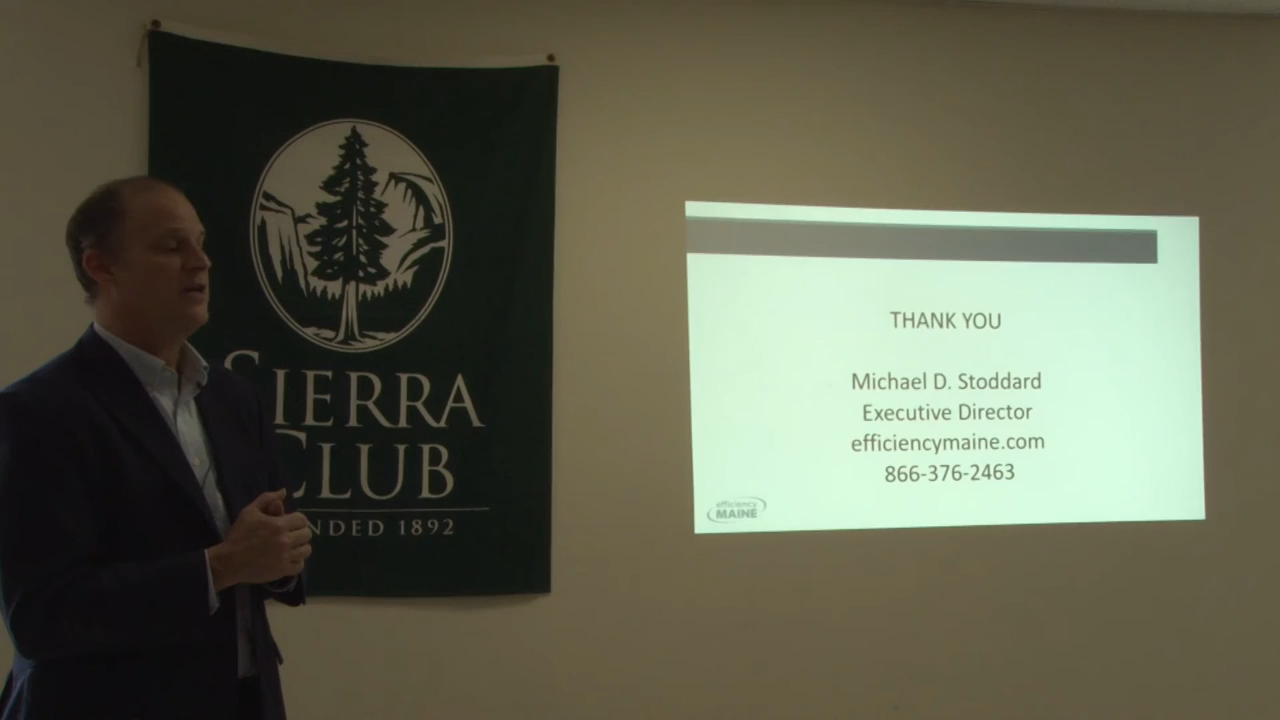 SIERRA
CLUB
NDED 1892
THANK YOU
Michael D. Stoddard
Executive Director
efficiencymaine.com
866-376-2463
efficiency
MAINE